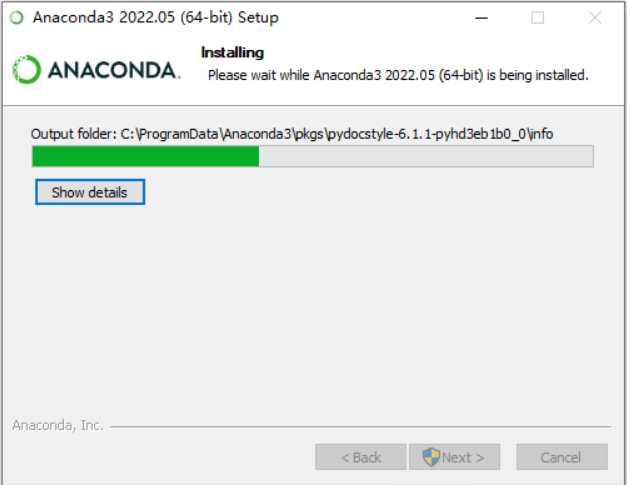 Anaconda3 2022.05 (64-bit) Setup
Installing
ANACONDA.
Please wait while Anaconda3 2022.05 (64-bit) is being installed.
Output folder: C:\ProgramData\Anaconda3\pkgs\pydocstyle-6.1.1-pyhd3eb1b0_0\info
Show details
Anaconda, Inc.
< Back
Next >
Cancel